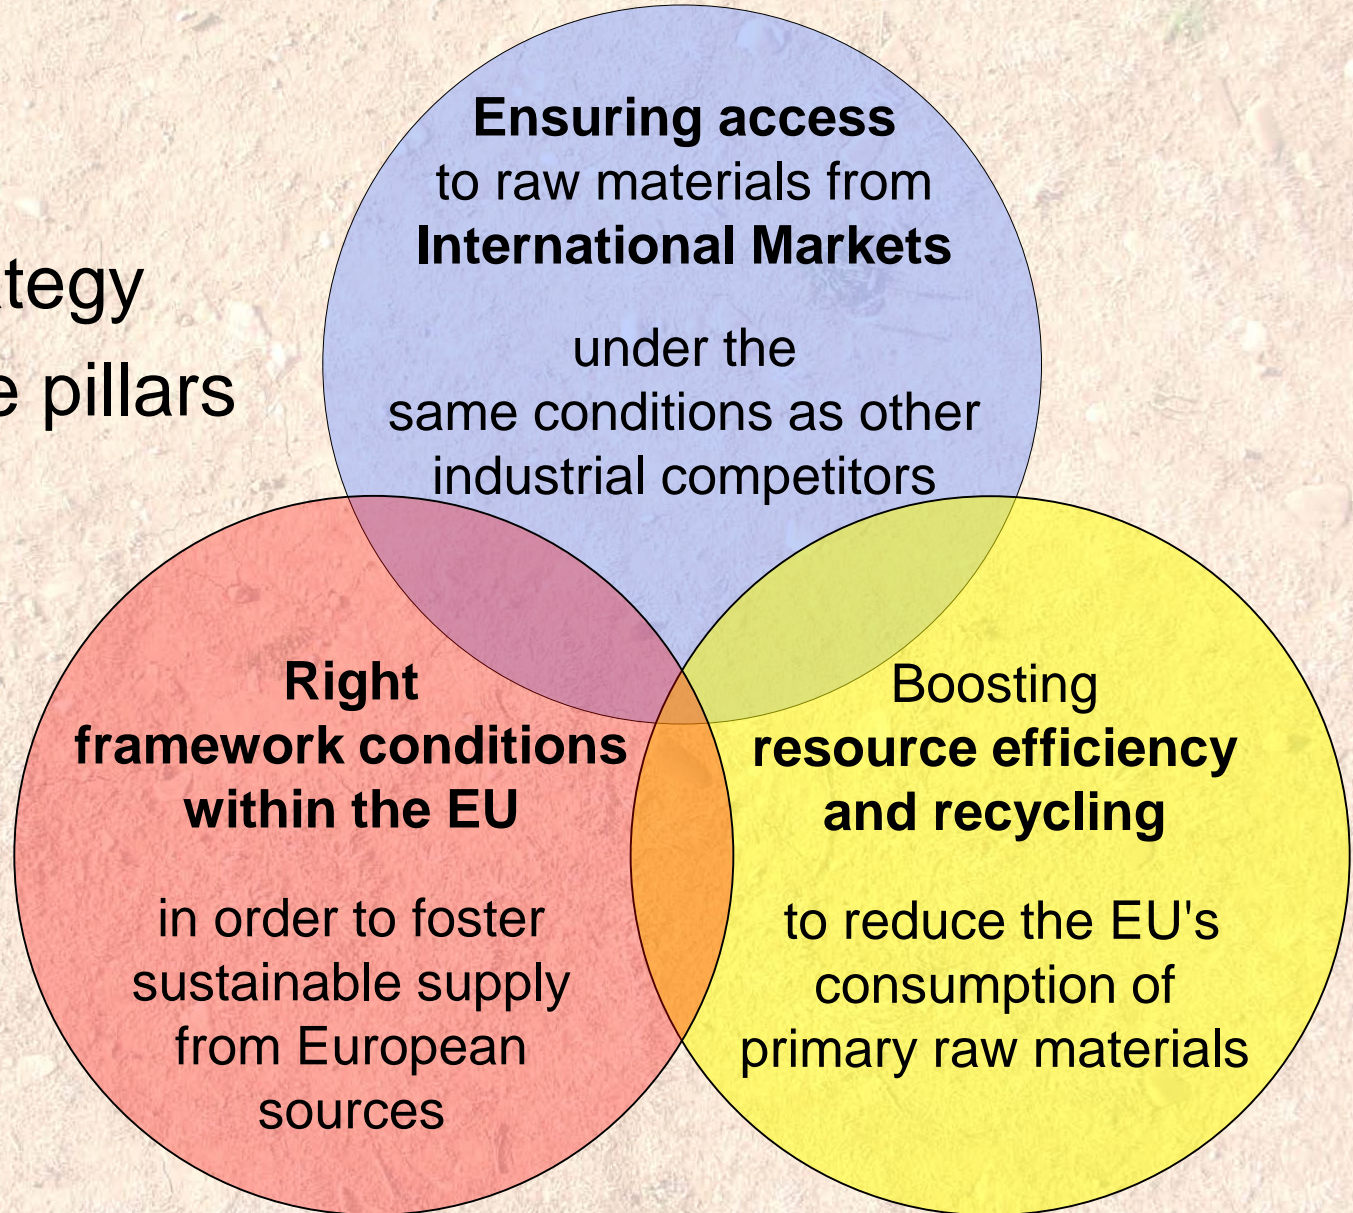 Ensuring access
to raw materials from
International Markets
under the
same conditions as other
industrial competitors
pillars
Right
framework conditions
within the EU
in order to foster
sustainable supply
from European
sources
Boosting
resource efficiency
and recycling
to reduce the EU's
consumption of
primary raw materials